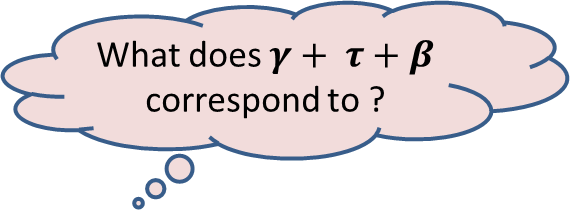 What does γ + τ + β
correspond to ?